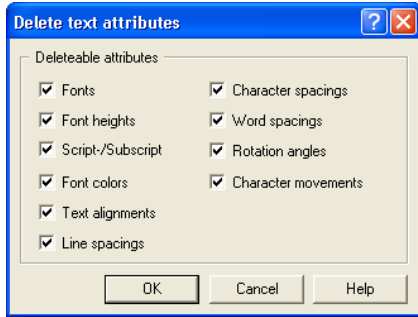 Delete text attributes
Deleteable attributes
Fonts
Font heights
Script-/Subscript
Font colors
Text alignments
Line spacings
Character spacings
Word spacings
Rotation angles
Character movements
OK Cancel Help